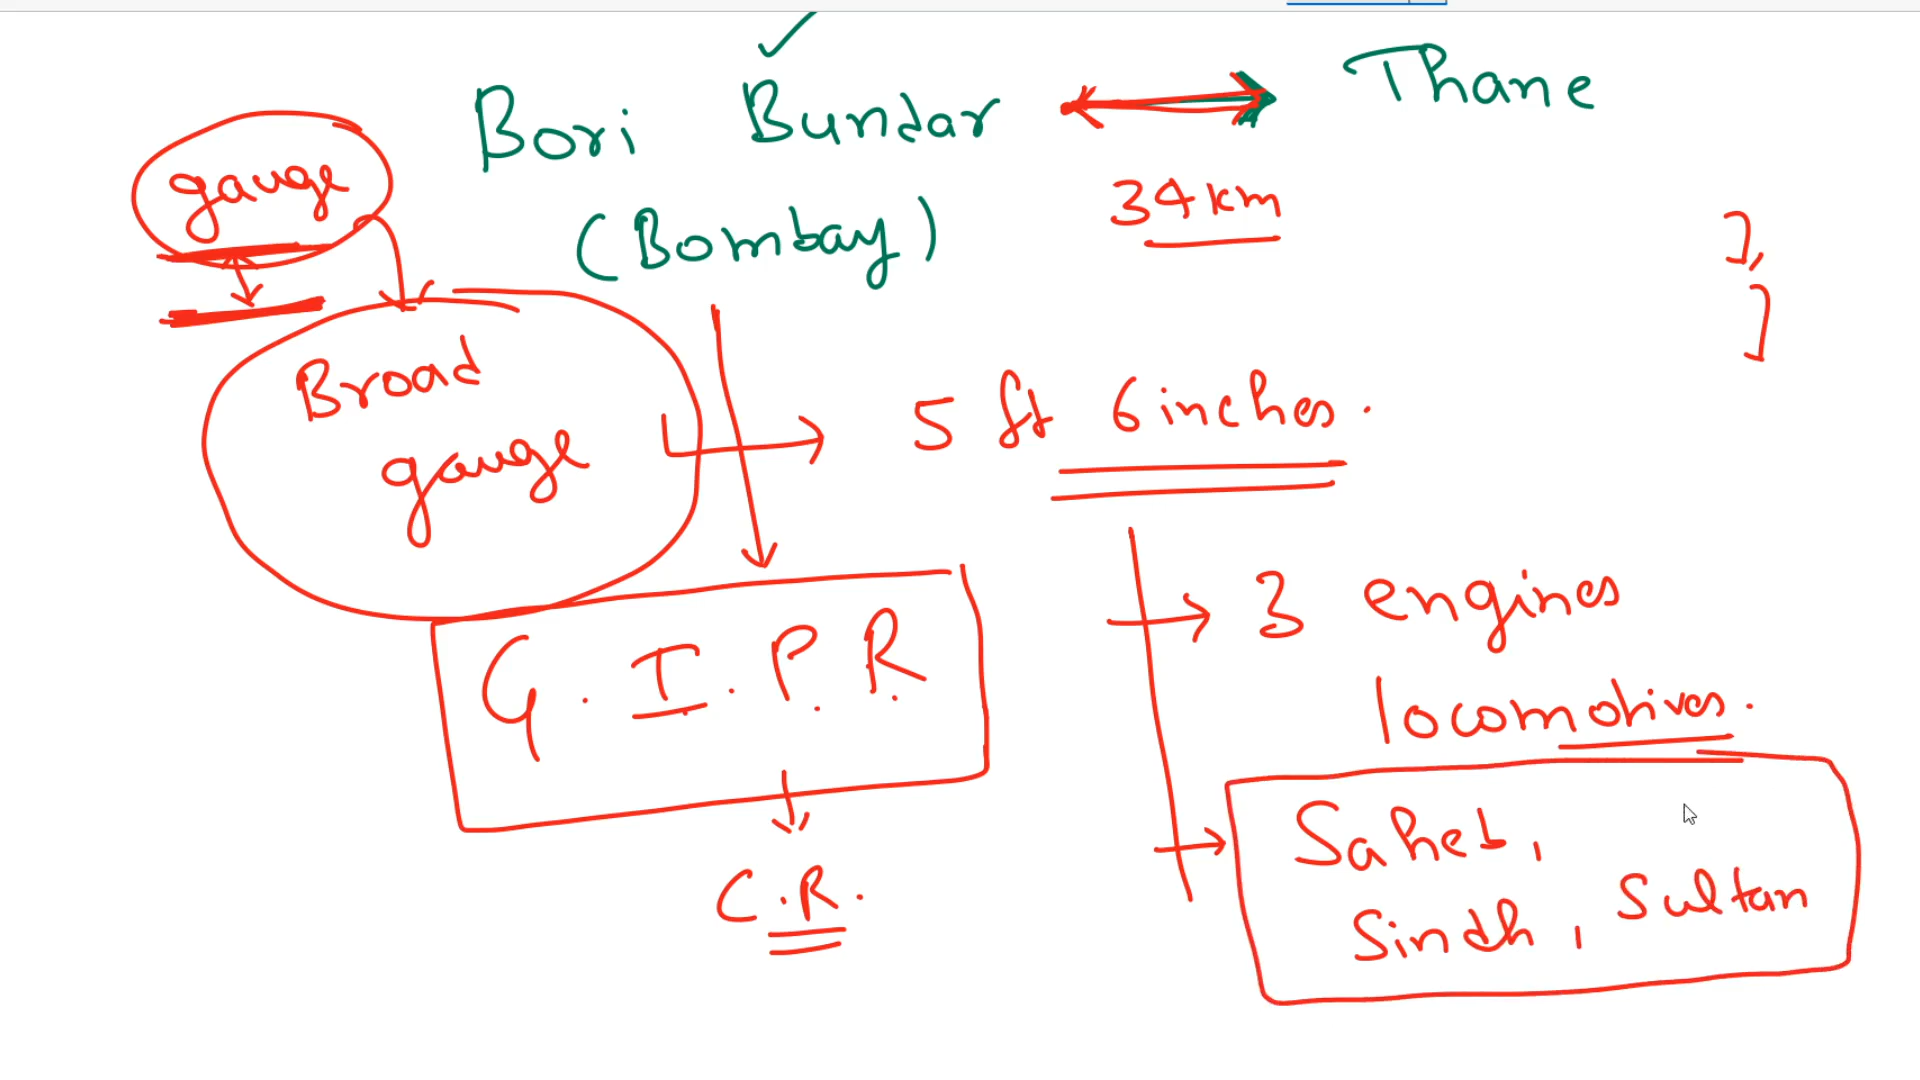 Bori Bundar Thane
(Bombay)
34 km
gauge
Broad
gauge
5 ft 6 inches.
3 engines
locomotives.
G.I.P.R.
C.R.
Saheb,
Sindh, Sultan